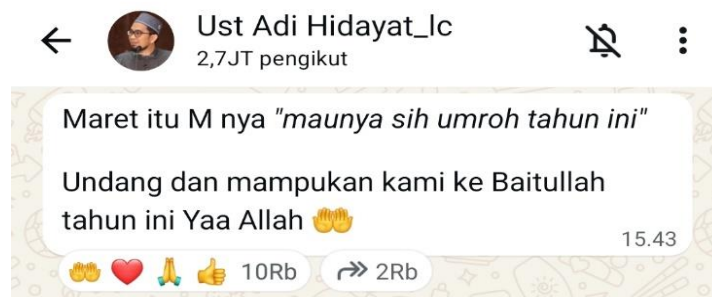 Ust Adi Hidayat_lc
2,7JT pengikut
Maret itu M nya "maunya sih umroh tahun ini"
Undang dan mampukan kami ke Baitullah
tahun ini Yaa Allah 🤲
15.43
🤲 ❤️ 🙏 👍 10Rb 2Rb